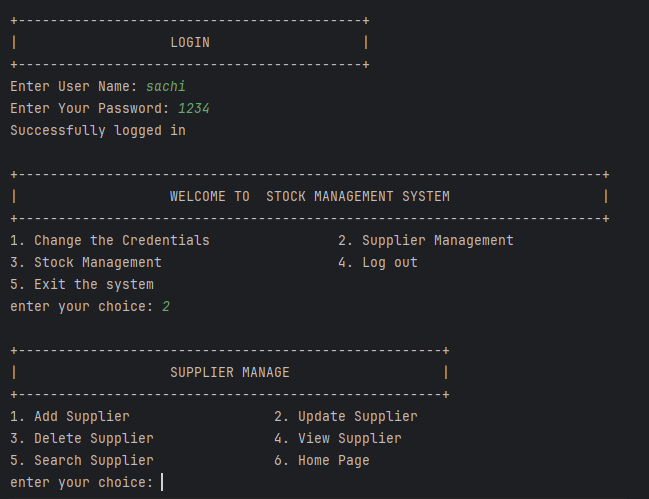 +-------------------------------------------+
|                   LOGIN                   |
+-------------------------------------------+
Enter User Name: sachi
Enter Your Password: 1234
Successfully logged in

+-------------------------------------------------------------------------+
|                   WELCOME TO  STOCK MANAGEMENT SYSTEM                   |
+-------------------------------------------------------------------------+
1. Change the Credentials                2. Supplier Management
3. Stock Management                      4. Log out
5. Exit the system
enter your choice: 2

+-----------------------------------------------------+
|                   SUPPLIER MANAGE                   |
+-----------------------------------------------------+
1. Add Supplier                  2. Update Supplier
3. Delete Supplier               4. View Supplier
5. Search Supplier               6. Home Page
enter your choice: